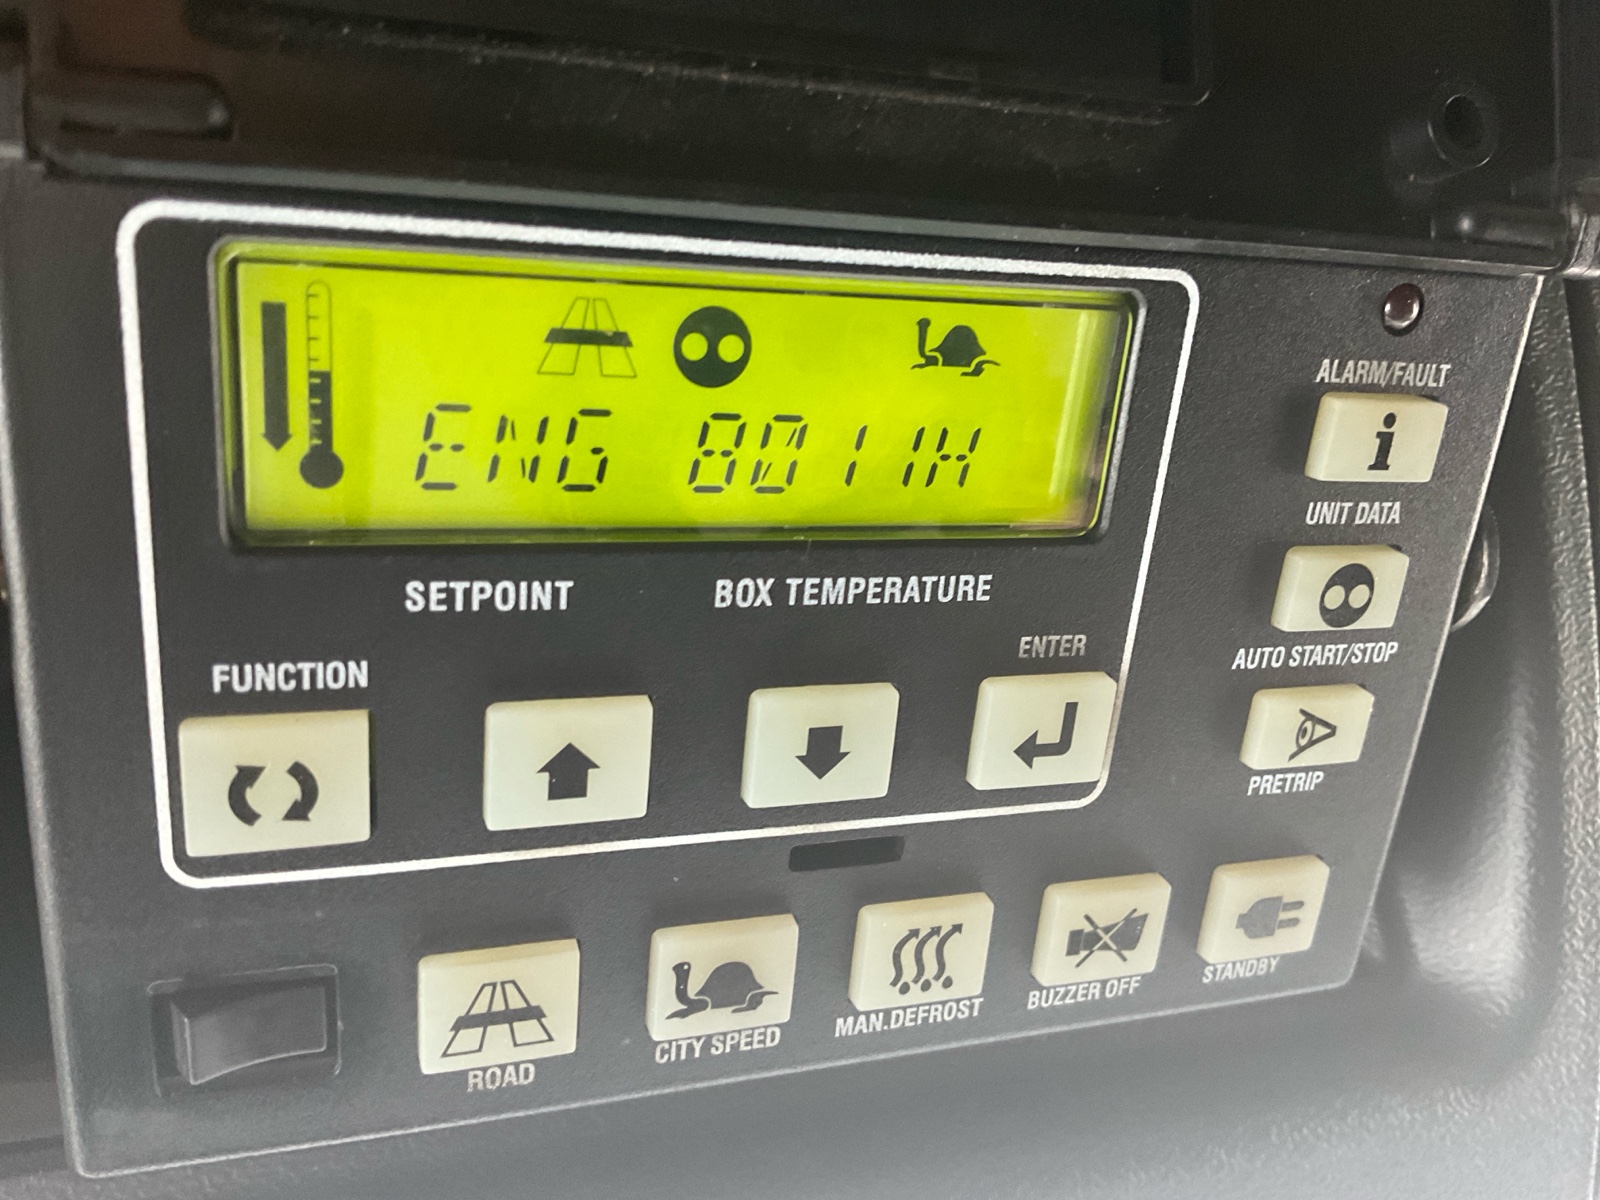 ENG 8011H
SETPOINT
BOX TEMPERATURE
FUNCTION
ENTER
ALARM/FAULT
i
UNIT DATA
AUTO START/STOP
PRETRIP
ROAD
CITY SPEED
MAN.DEFROST
BUZZER OFF
STANDBY